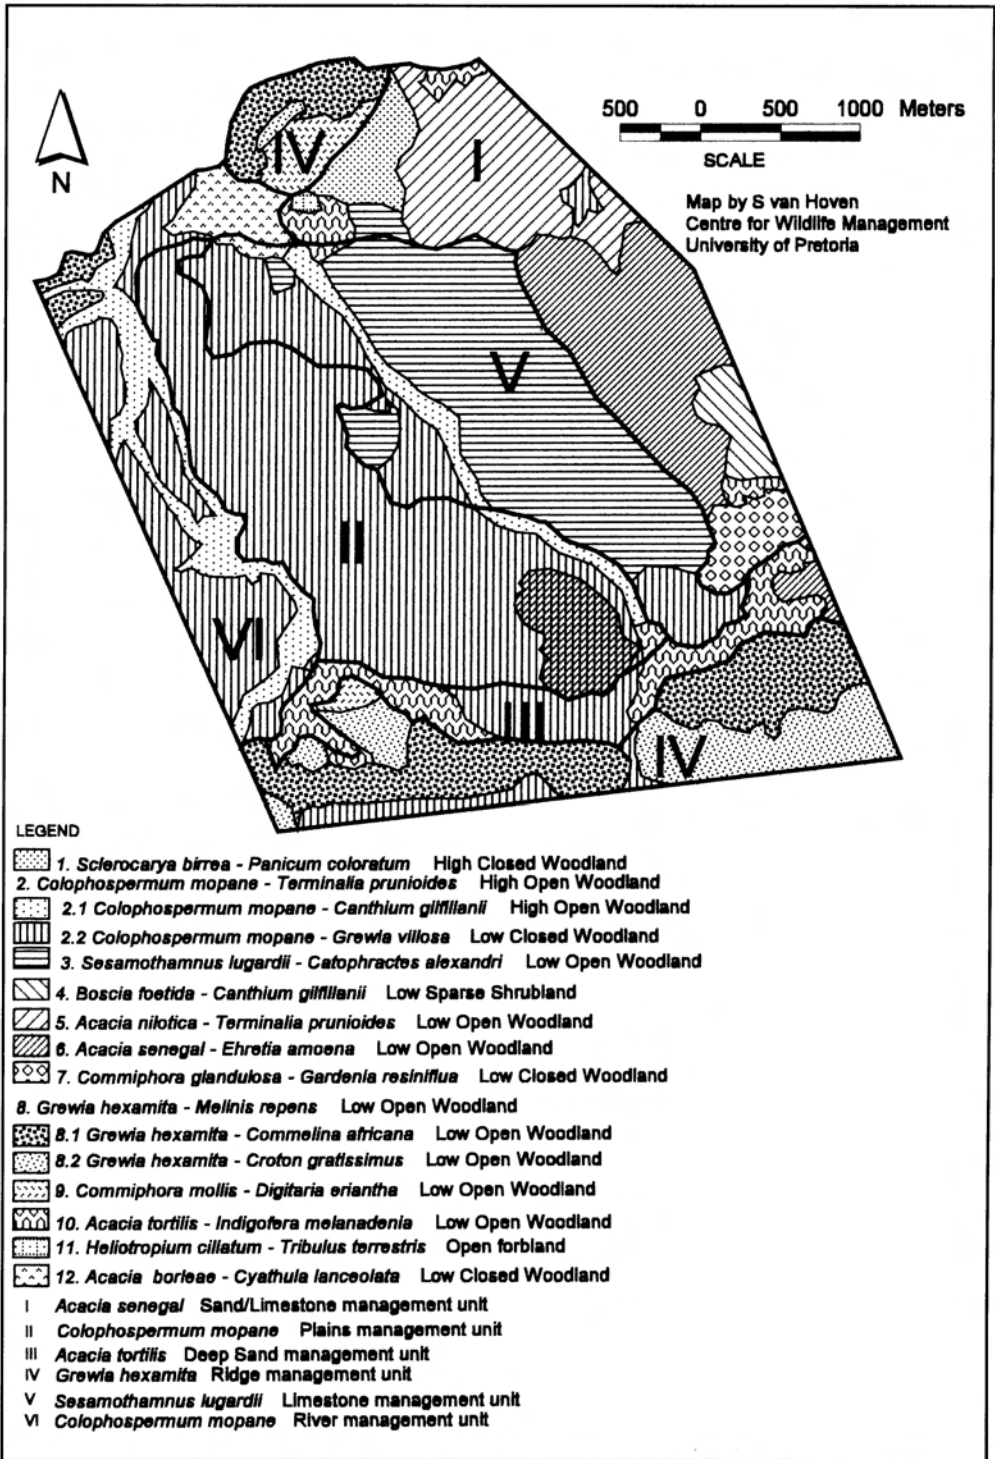 500 0 500 1000 Meters
SCALE
N
Map by S van Hoven
Centre for Wildlife Management
University of Pretoria
IV
I
V
II
VI
III
IV
LEGEND
1. Sclerocarya birrea - Panicum coloratum High Closed Woodland
2. Colophospermum mopane - Terminalia prunioides High Open Woodland
2.1 Colophospermum mopane - Canthium gilfillanii High Open Woodland
2.2 Colophospermum mopane - Grewia villosa Low Closed Woodland
3. Sesamothamnus lugardii - Catophractes alexandri Low Open Woodland
4. Boscia foetida - Canthium gilfillanii Low Sparse Shrubland
5. Acacia nilotica - Terminalia prunioides Low Open Woodland
6. Acacia senegal - Ehretia amoena Low Open Woodland
7. Commiphora glandulosa - Gardenia resiniflua Low Closed Woodland
8. Grewia hexamita - Melinis repens Low Open Woodland
8.1 Grewia hexamita - Commelina africana Low Open Woodland
8.2 Grewia hexamita - Croton gratissimus Low Open Woodland
9. Commiphora mollis - Digitaria eriantha Low Open Woodland
10. Acacia tortilis - Indigofera melanadenia Low Open Woodland
11. Heliotropium ciliatum - Tribulus terrestris Open forbland
12. Acacia borleae - Cyathula lanceolata Low Closed Woodland
I Acacia senegal Sand/Limestone management unit
II Colophospermum mopane Plains management unit
III Acacia tortilis Deep Sand management unit
IV Grewia hexamita Ridge management unit
V Sesamothamnus lugardii Limestone management unit
VI Colophospermum mopane River management unit